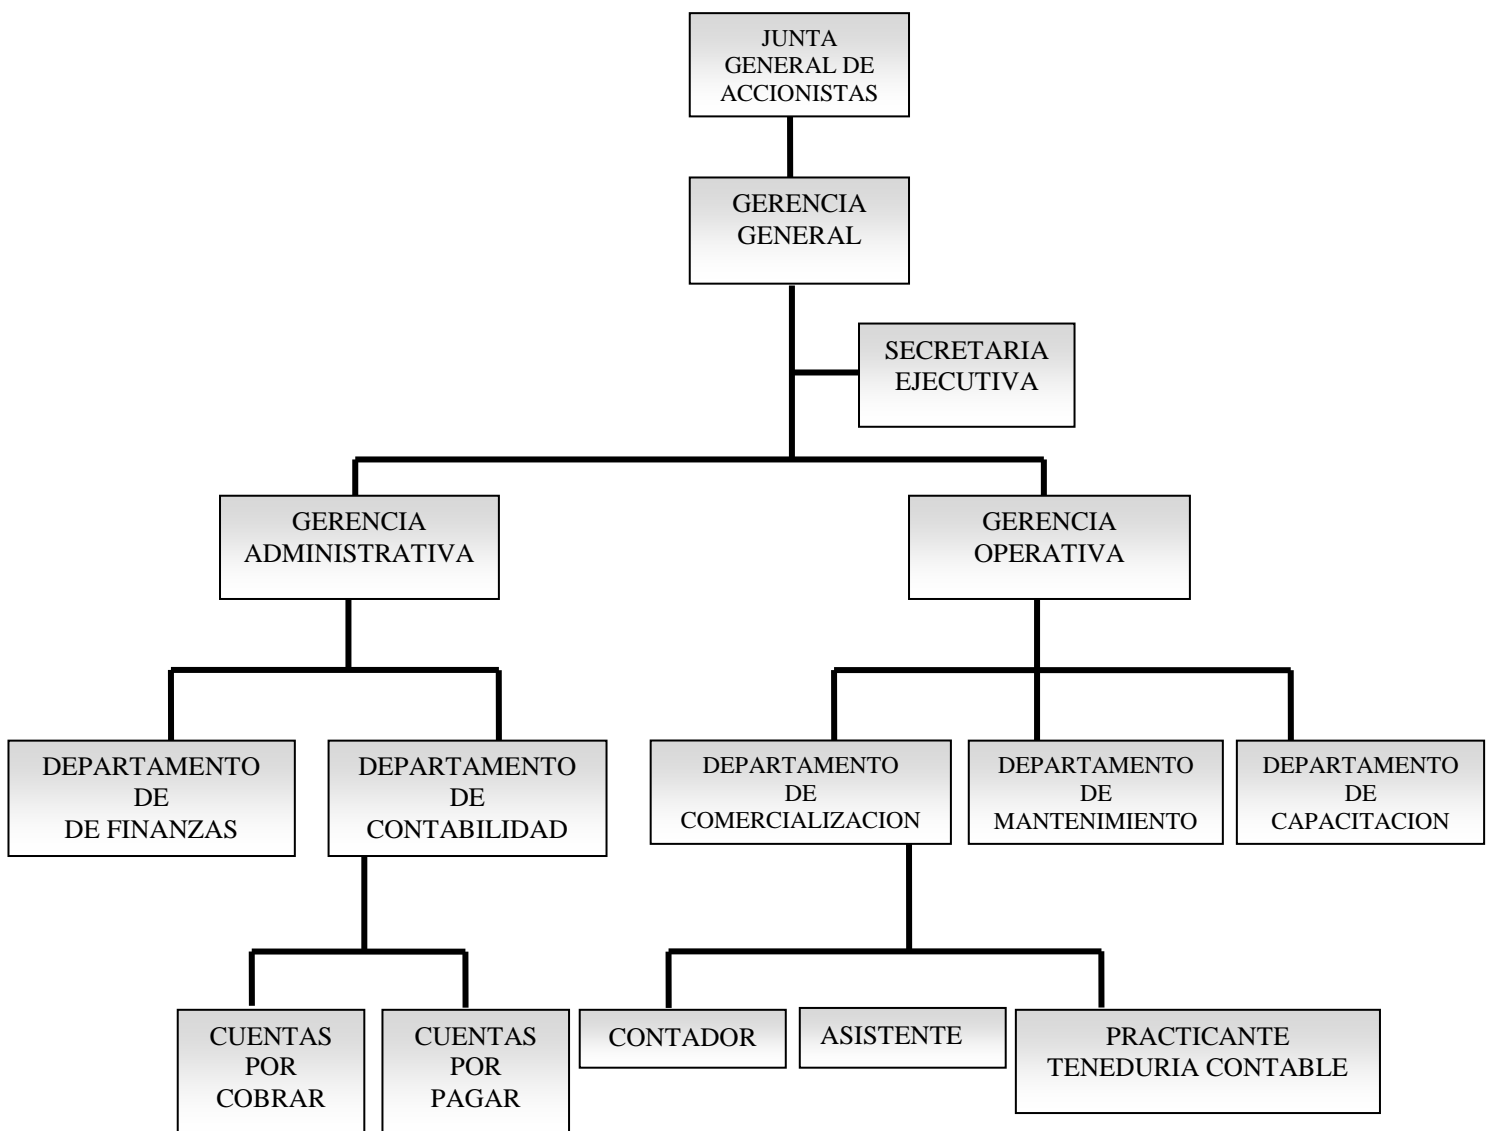 JUNTA
GENERAL DE
ACCIONISTAS
GERENCIA
GENERAL
SECRETARIA
EJECUTIVA
GERENCIA
ADMINISTRATIVA
GERENCIA
OPERATIVA
DEPARTAMENTO
DE
DE FINANZAS
DEPARTAMENTO
DE
CONTABILIDAD
DEPARTAMENTO
DE
COMERCIALIZACION
DEPARTAMENTO
DE
MANTENIMIENTO
DEPARTAMENTO
DE
CAPACITACION
CUENTAS
POR
COBRAR
CUENTAS
POR
PAGAR
CONTADOR
ASISTENTE
PRACTICANTE
TENEDURIA CONTABLE